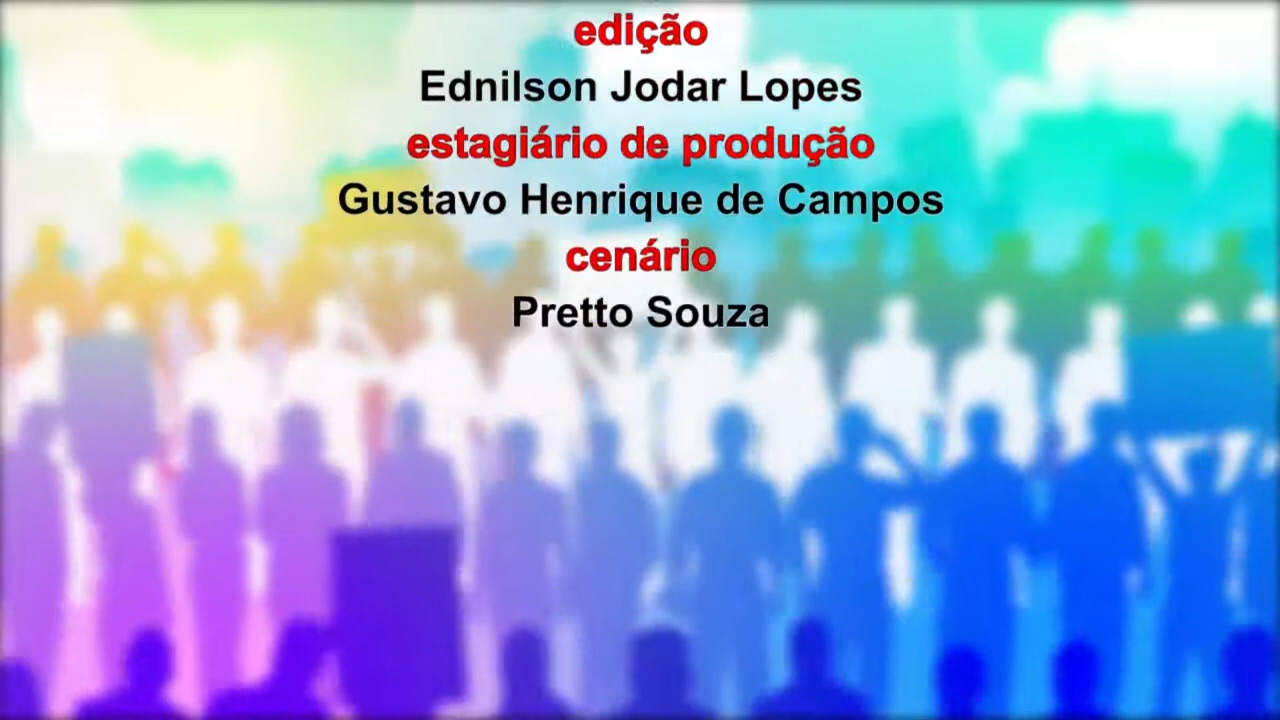 edição
Ednilson Jodar Lopes
estagiário de produção
Gustavo Henrique de Campos
cenário
Pretto Souza